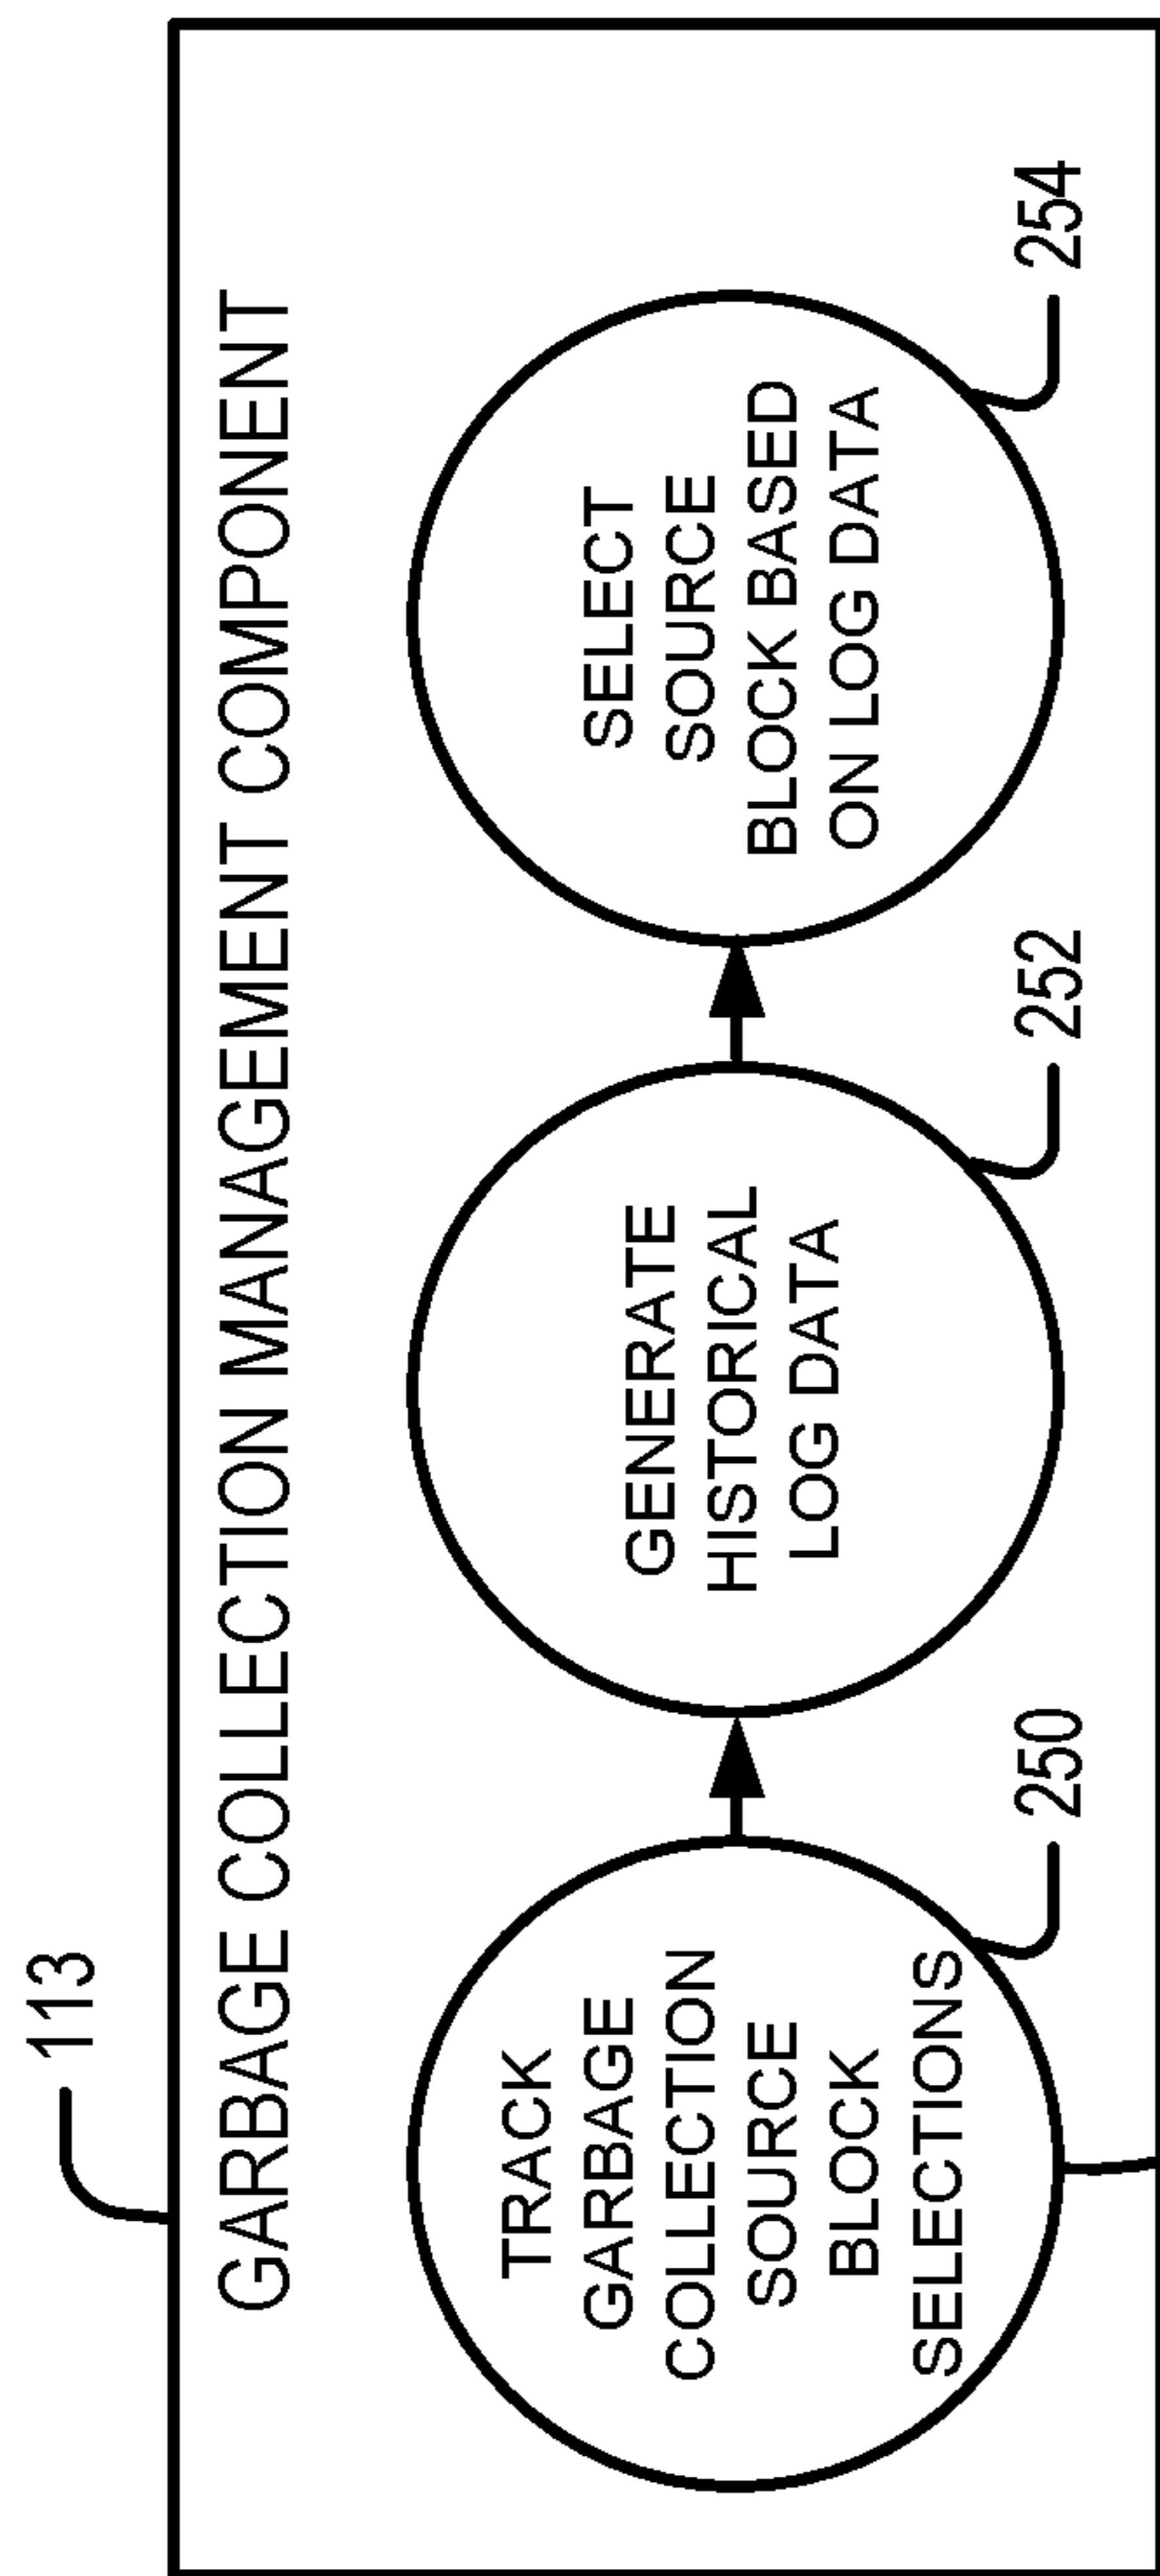 113
GARBAGE COLLECTION MANAGEMENT COMPONENT
TRACK
GARBAGE
COLLECTION
SOURCE
BLOCK
SELECTIONS
250
GENERATE
HISTORICAL
LOG DATA
252
SELECT
SOURCE
BLOCK BASED
ON LOG DATA
254